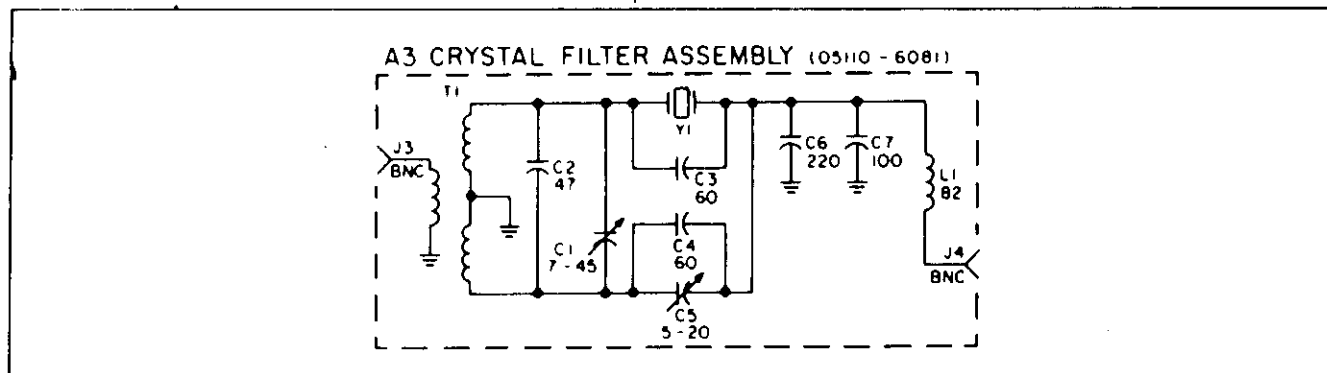 A3 CRYSTAL FILTER ASSEMBLY (05110-6081)
T1
J3
BNC
C2
47
C1
7-45
Y1
C3
60
C4
60
C5
5-20
C6
220
C7
100
L1
82
J4
BNC